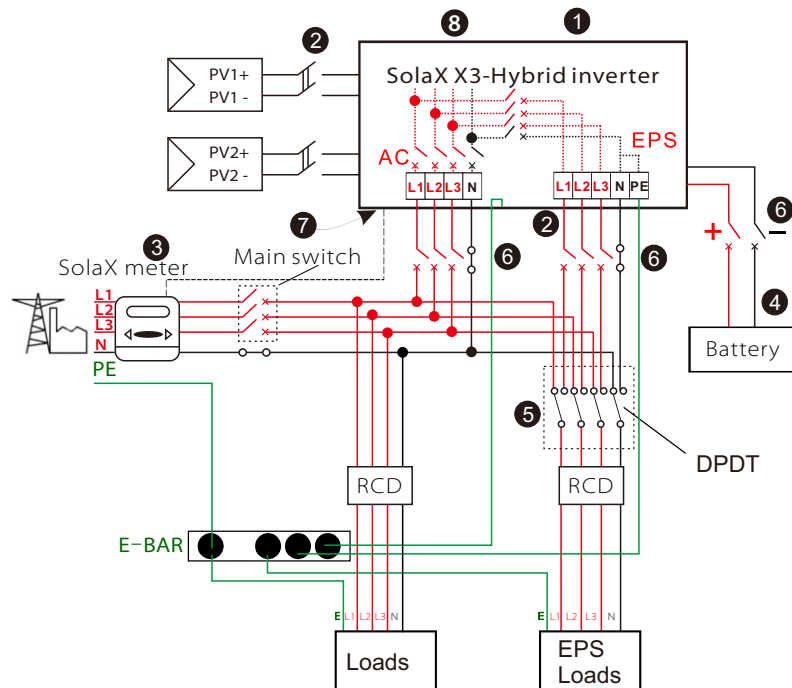 8
1
2
PV1+
PV1 -
SolaX X3-Hybrid inverter
PV2+
PV2 -
AC
EPS
L1 L2 L3 N
L1 L2 L3 N PE
7
2
6
6
+
–
6
3
SolaX meter
Main switch
4
L1
L2
L3
N
Battery
PE
5
DPDT
RCD
RCD
E-BAR
E L1 L2 L3 N
E L1 L2 L3 N
Loads
EPS
Loads